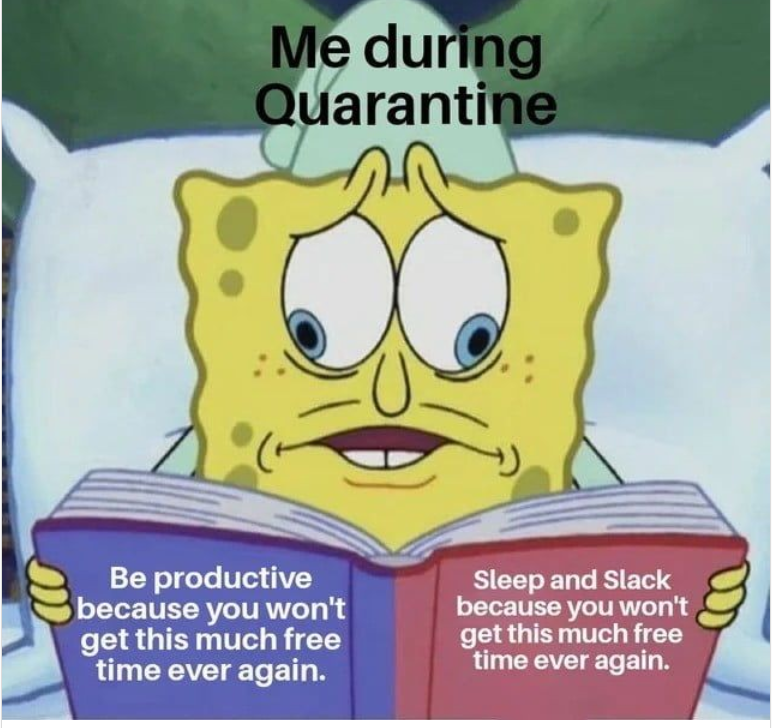 Me during
Quarantine
Be productive
because you won't
get this much free
time ever again.
Sleep and Slack
because you won't
get this much free
time ever again.